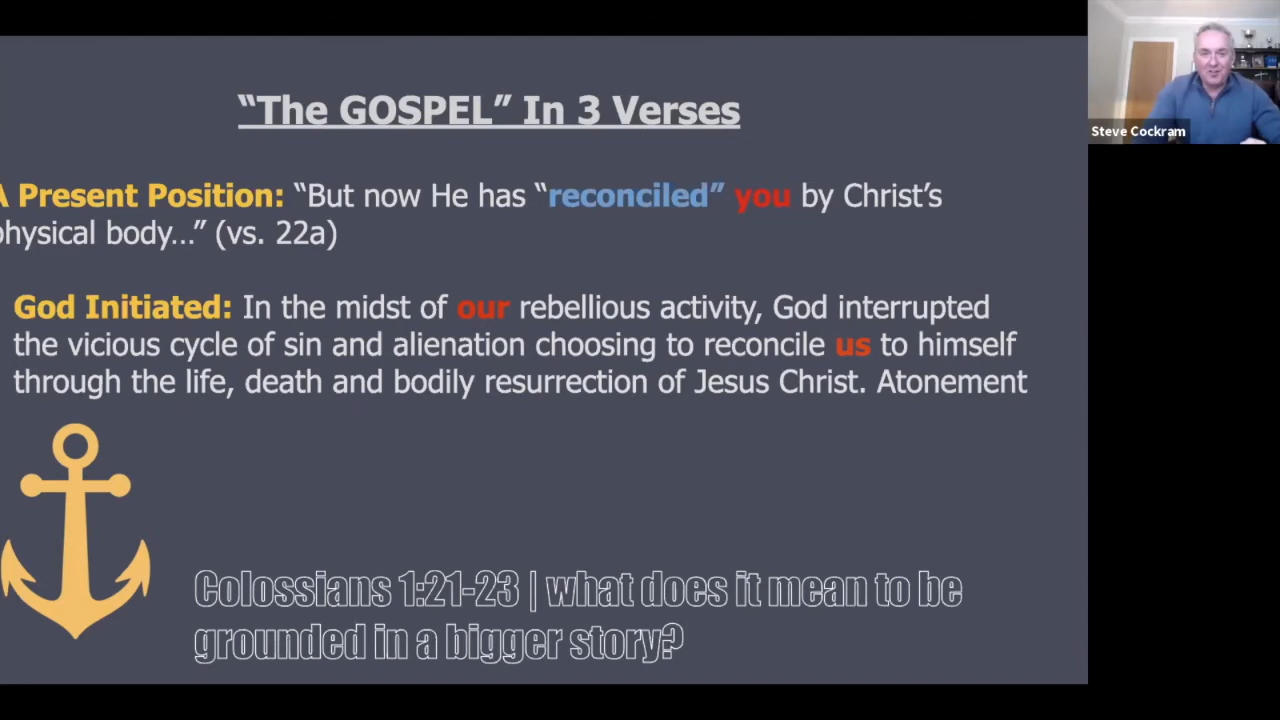 “The GOSPEL” In 3 Verses
A Present Position: “But now He has “reconciled” you by Christ’s
physical body...” (vs. 22a)
God Initiated: In the midst of our rebellious activity, God interrupted
the vicious cycle of sin and alienation choosing to reconcile us to himself
through the life, death and bodily resurrection of Jesus Christ. Atonement
Colossians 1:21-23 | what does it mean to be
grounded in a bigger story?
Steve Cockram